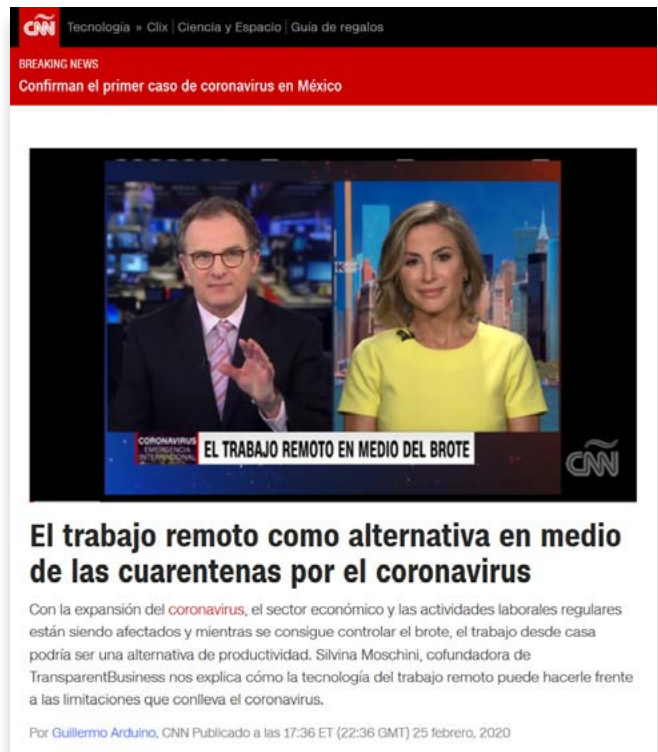 CNN Tecnología » Clix | Ciencia y Espacio | Guía de regalos
BREAKING NEWS
Confirman el primer caso de coronavirus en México
CORONAVIRUS
EMERGENCIA
INTERNACIONAL
EL TRABAJO REMOTO EN MEDIO DEL BROTE
CNN
El trabajo remoto como alternativa en medio
de las cuarentenas por el coronavirus
Con la expansión del coronavirus, el sector económico y las actividades laborales regulares
están siendo afectados y mientras se consigue controlar el brote, el trabajo desde casa
podría ser una alternativa de productividad. Silvina Moschini, cofundadora de
TransparentBusiness nos explica cómo la tecnología del trabajo remoto puede hacerle frente
a las limitaciones que conlleva el coronavirus.
Por Guillermo Arduino, CNN Publicado a las 17:36 ET (22:36 GMT) 25 febrero, 2020